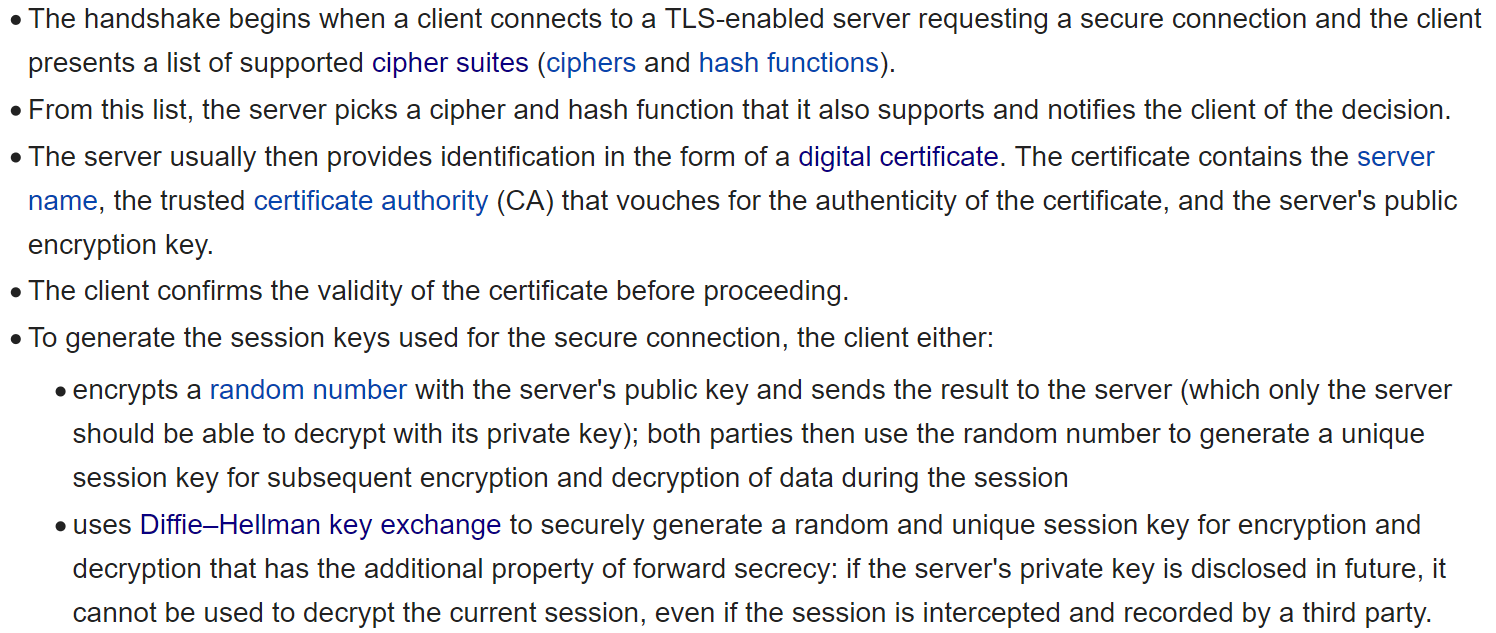 • The handshake begins when a client connects to a TLS-enabled server requesting a secure connection and the client
presents a list of supported cipher suites (ciphers and hash functions).
• From this list, the server picks a cipher and hash function that it also supports and notifies the client of the decision.
• The server usually then provides identification in the form of a digital certificate. The certificate contains the server
name, the trusted certificate authority (CA) that vouches for the authenticity of the certificate, and the server's public
encryption key.
• The client confirms the validity of the certificate before proceeding.
• To generate the session keys used for the secure connection, the client either:
• encrypts a random number with the server's public key and sends the result to the server (which only the server
should be able to decrypt with its private key); both parties then use the random number to generate a unique
session key for subsequent encryption and decryption of data during the session
• uses Diffie–Hellman key exchange to securely generate a random and unique session key for encryption and
decryption that has the additional property of forward secrecy: if the server's private key is disclosed in future, it
cannot be used to decrypt the current session, even if the session is intercepted and recorded by a third party.